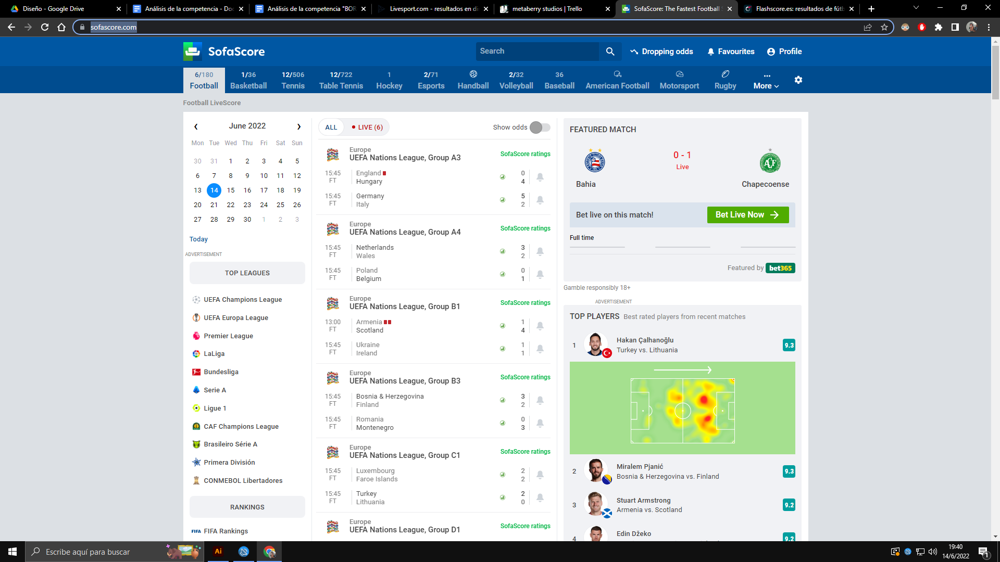 Diseño - Google Drive
Análisis de la competencia - Doc
Análisis de la competencia "BOR
Livesport.com - resultados en di
metaberry studios | Trello
SofaScore: The Fastest Football S
Flashscore.es: resultados de fútb
sofascore.com
SofaScore
Search
Dropping odds
Favourites
Profile
6/180
Football
1/36
Basketball
12/506
Tennis
12/722
Table Tennis
1
Hockey
2/71
Esports
Handball
2/32
Volleyball
36
Baseball
American Football
Motorsport
Rugby
More
Football LiveScore
June 2022
Mon Tue Wed Thu Fri Sat Sun
30 31 1 2 3 4 5
6 7 8 9 10 11 12
13 14 15 16 17 18 19
20 21 22 23 24 25 26
27 28 29 30 1 2 3
Today
ADVERTISEMENT
TOP LEAGUES
UEFA Champions League
UEFA Europa League
Premier League
LaLiga
Bundesliga
Serie A
Ligue 1
CAF Champions League
Brasileiro Série A
Primera División
CONMEBOL Libertadores
RANKINGS
FIFA FIFA Rankings
ALL
LIVE (6)
Show odds
Europe
UEFA Nations League, Group A3
SofaScore ratings
15:45 England 0
FT Hungary 4
15:45 Germany 5
FT Italy 2
Europe
UEFA Nations League, Group A4
SofaScore ratings
15:45 Netherlands 3
FT Wales 2
15:45 Poland 0
FT Belgium 1
Europe
UEFA Nations League, Group B1
SofaScore ratings
13:00 Armenia 1
FT Scotland 4
15:45 Ukraine 1
FT Ireland 1
Europe
UEFA Nations League, Group B3
SofaScore ratings
15:45 Bosnia & Herzegovina 3
FT Finland 2
15:45 Romania 0
FT Montenegro 3
Europe
UEFA Nations League, Group C1
SofaScore ratings
15:45 Luxembourg 2
FT Faroe Islands 2
15:45 Turkey 2
FT Lithuania 0
Europe
UEFA Nations League, Group D1
SofaScore ratings
FEATURED MATCH
0 - 1
Live
Bahia
Chapecoense
Bet live on this match!
Bet Live Now
Full time
Featured by bet365
Gamble responsibly 18+
ADVERTISEMENT
TOP PLAYERS Best rated players from recent matches
1 Hakan Çalhanoğlu 9.3
Turkey vs. Lithuania
2 Miralem Pjanić 9.3
Bosnia & Herzegovina vs. Finland
3 Stuart Armstrong 9.2
Armenia vs. Scotland
4 Edin Džeko 9.2
Escribe aquí para buscar
Ai
19:40
14/6/2022
1